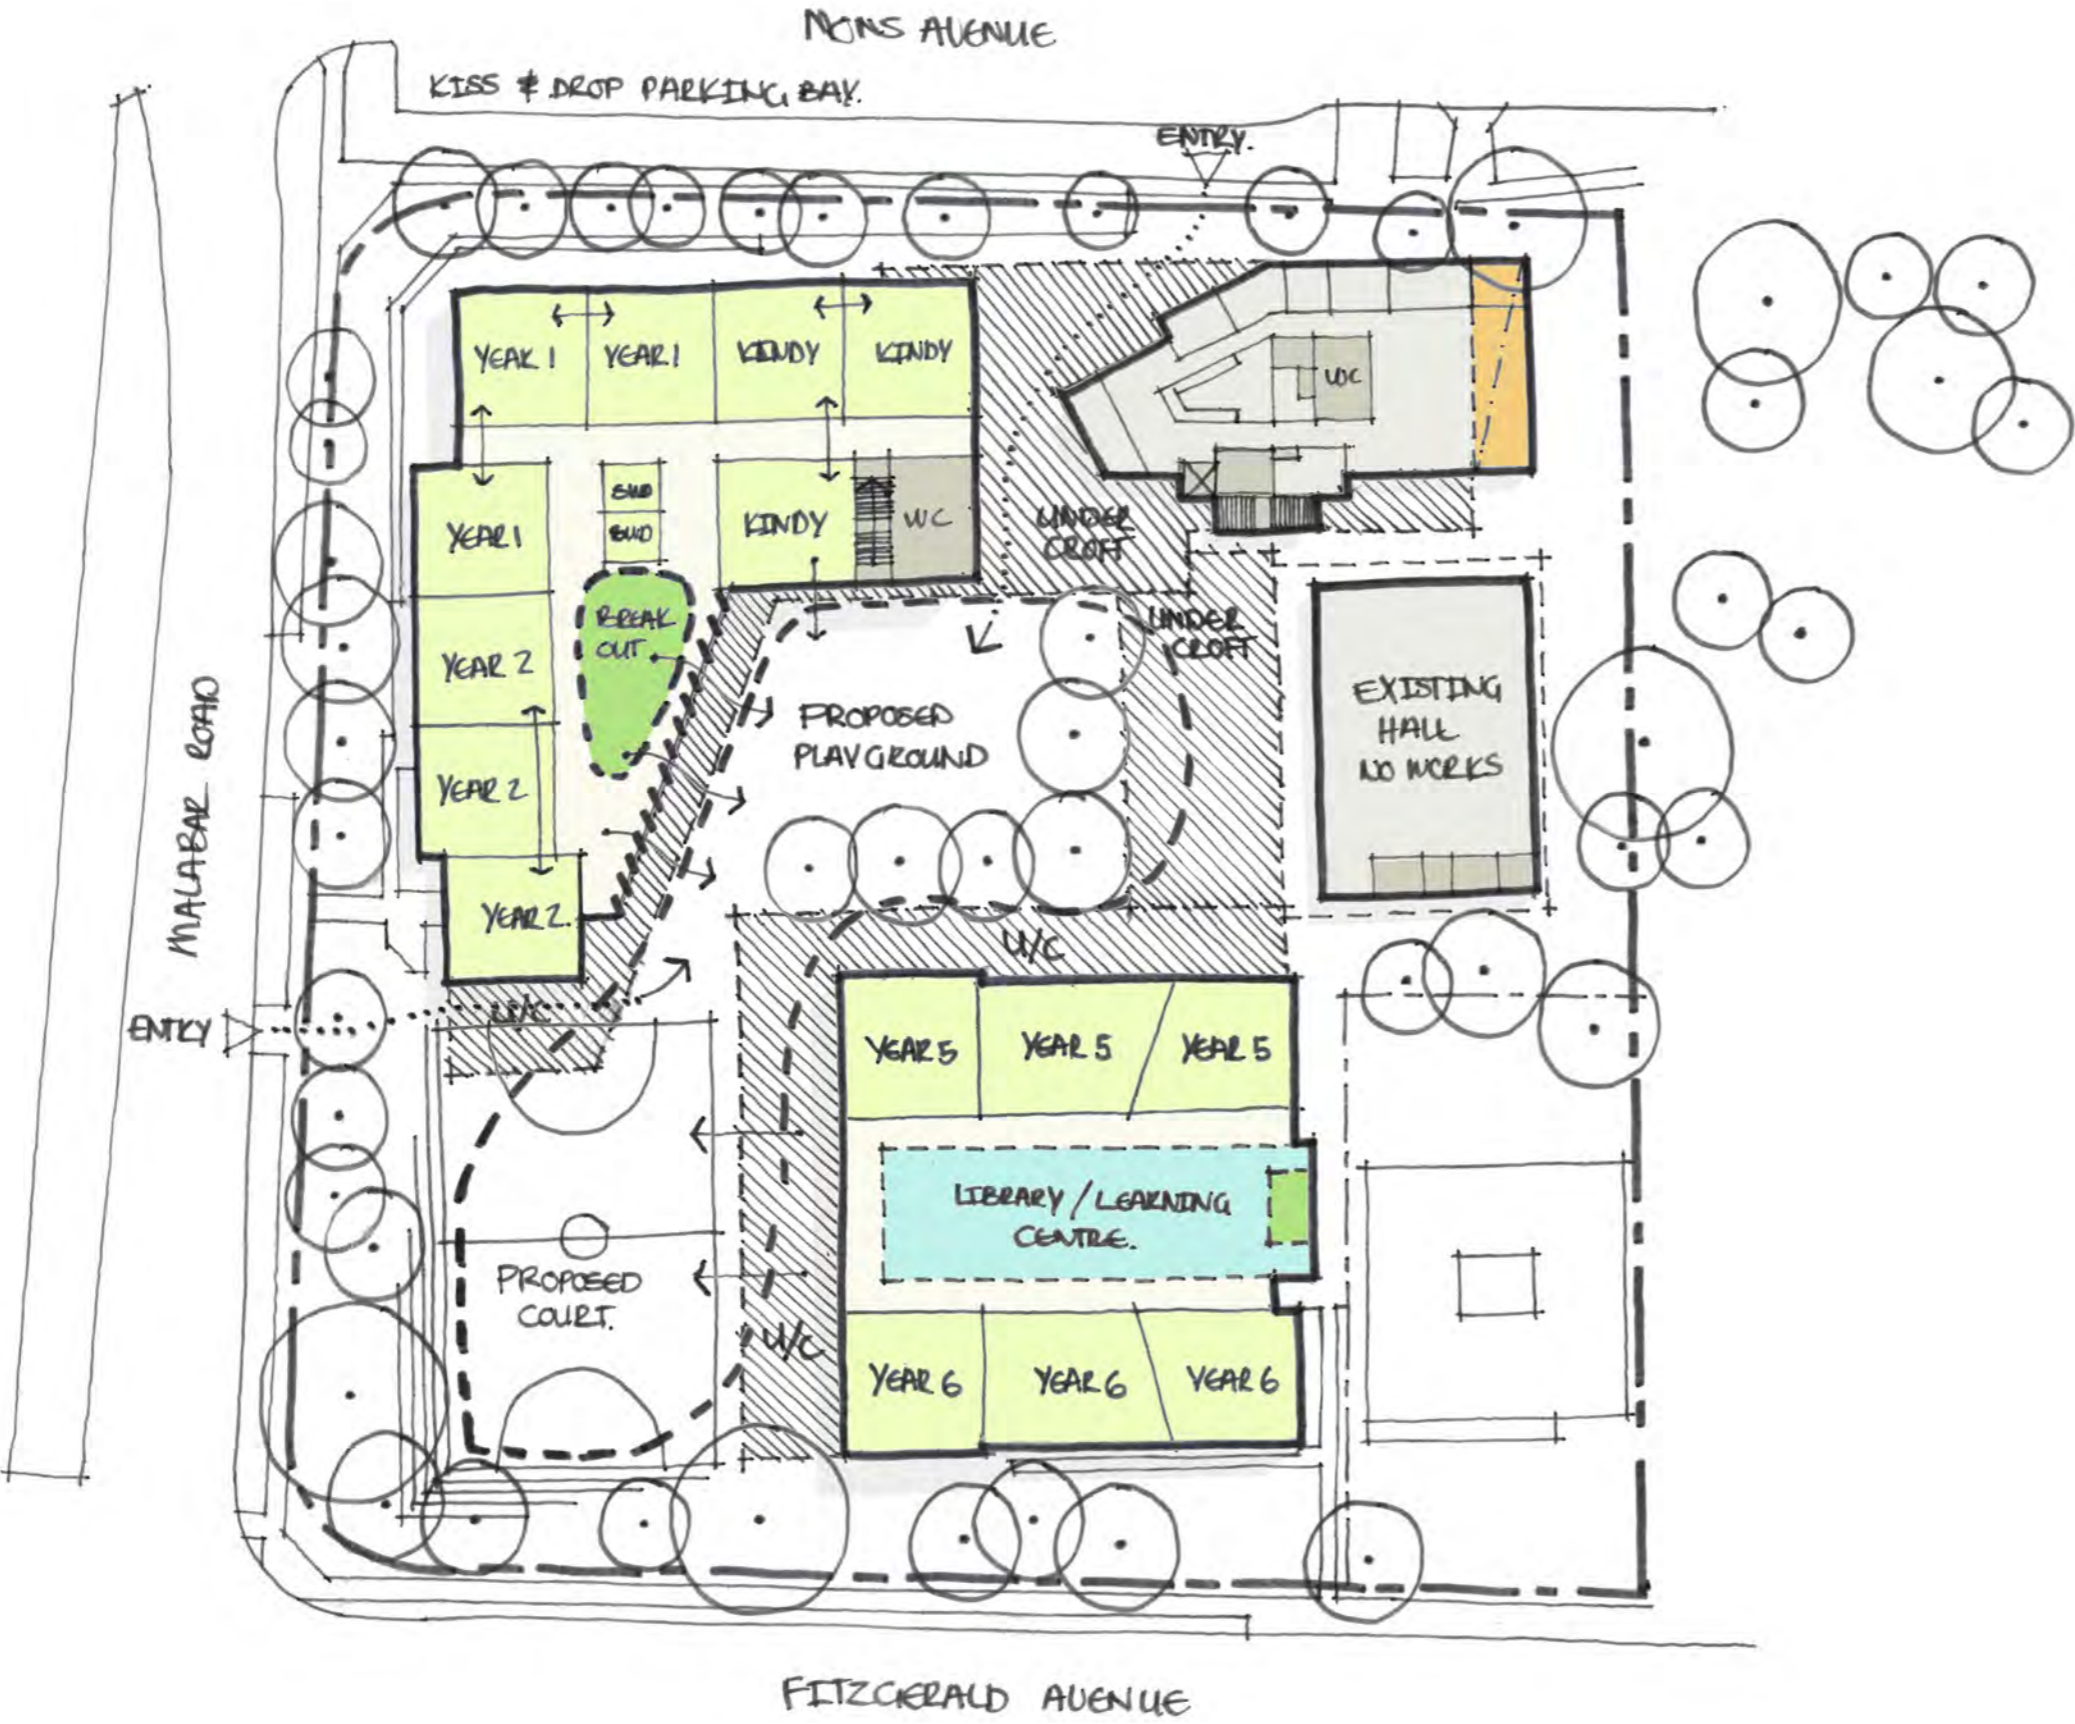 MONS AVENUE
KISS & DROP PARKING BAY.
ENTRY.
YEAR 1
YEAR 1
KINDY
KINDY
WC
YEAR 1
KINDY
WC
UNDER
CROFT
BREAK
OUT
UNDER
CROFT
YEAR 2
PROPOSED
PLAYGROUND
EXISTING
HALL
NO WORKS
YEAR 2
MALABAR ROAD
YEAR 2.
U/C
U/C
ENTRY
YEAR 5
YEAR 5
YEAR 5
LIBRARY / LEARNING
CENTRE.
PROPOSED
COURT.
U/C
YEAR 6
YEAR 6
YEAR 6
FITZGERALD AVENUE